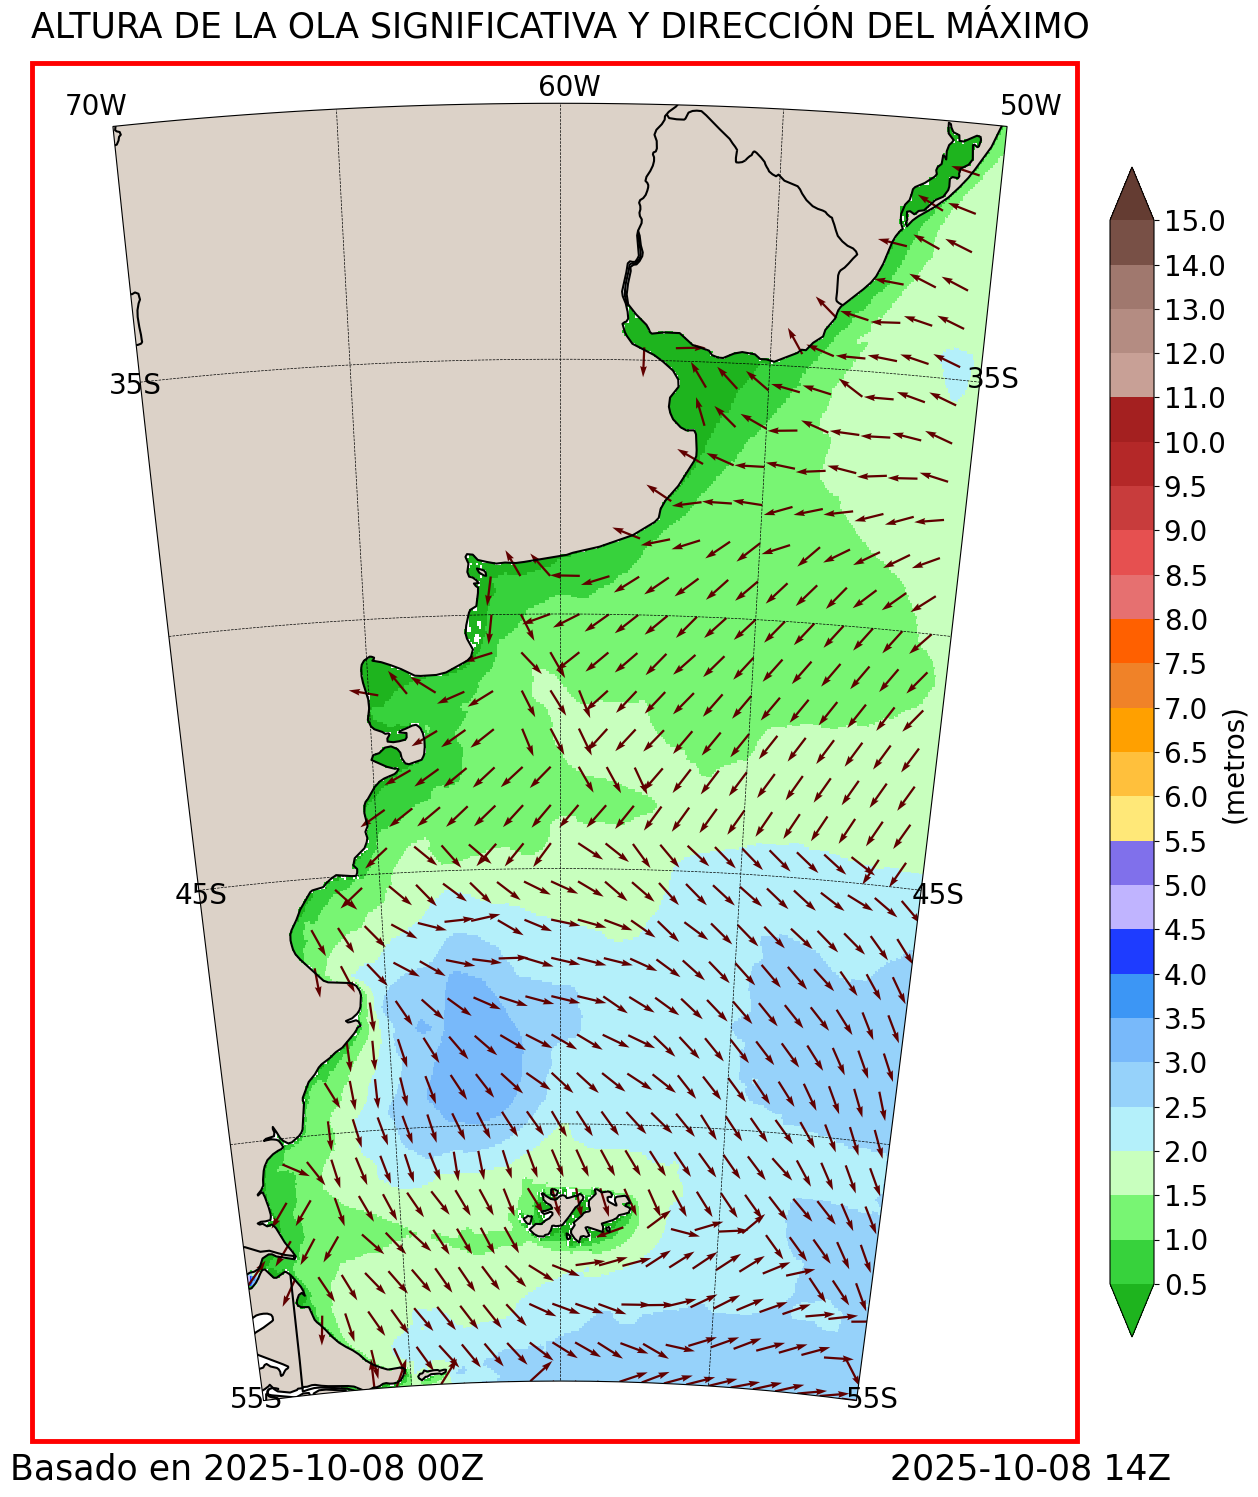 ALTURA DE LA OLA SIGNIFICATIVA Y DIRECCIÓN DEL MÁXIMO
70W
60W
50W
35S
35S
45S
45S
55S
55S
15.0
14.0
13.0
12.0
11.0
10.0
9.5
9.0
8.5
8.0
7.5
7.0
6.5
6.0
5.5
5.0
4.5
4.0
3.5
3.0
2.5
2.0
1.5
1.0
0.5
(metros)
Basado en 2025-10-08 00Z
2025-10-08 14Z